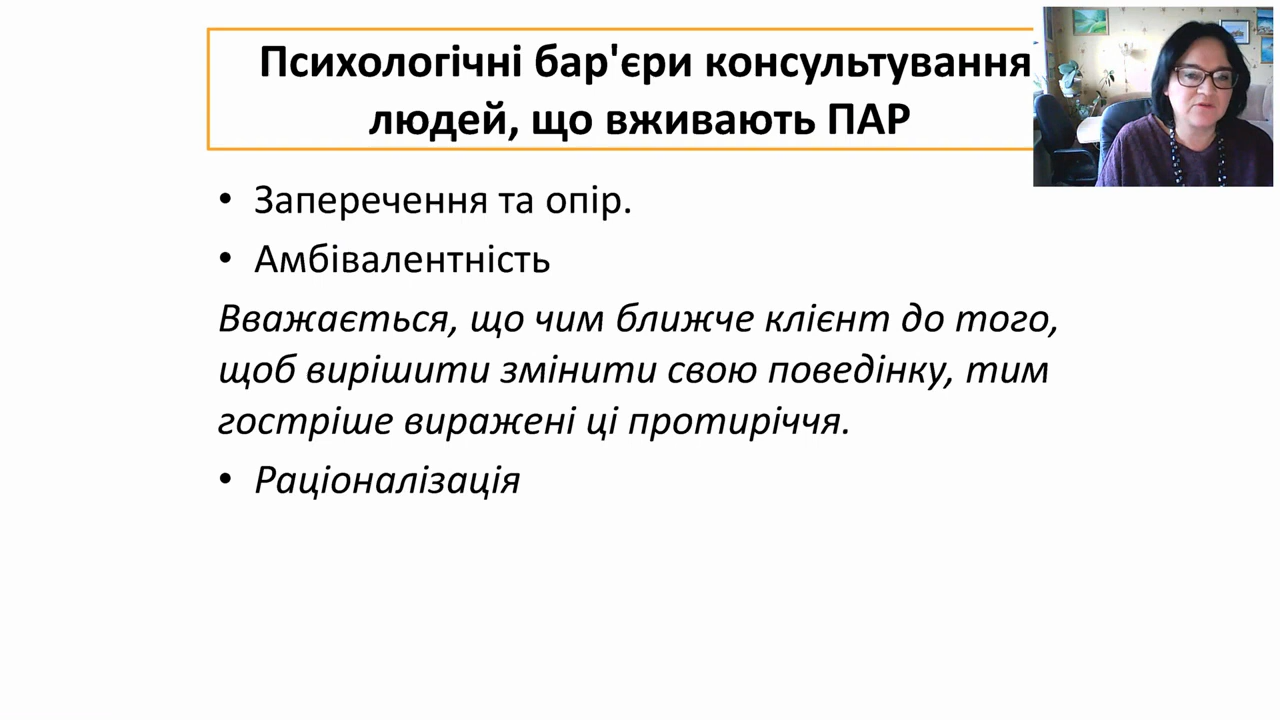 Психологічні бар'єри консультування
людей, що вживають ПАР
• Заперечення та опір.
• Амбівалентність
Вважається, що чим ближче клієнт до того,
щоб вирішити змінити свою поведінку, тим
гостріше виражені ці протиріччя.
• Раціоналізація